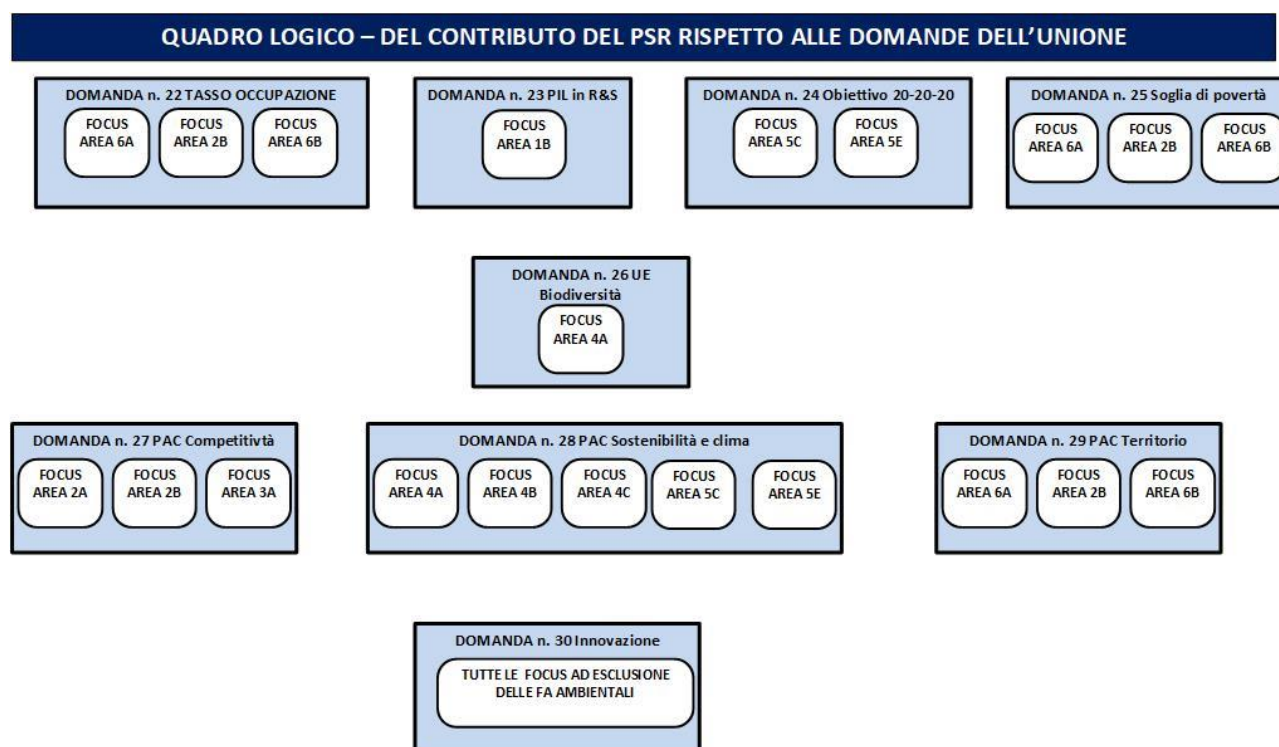 QUADRO LOGICO – DEL CONTRIBUTO DEL PSR RISPETTO ALLE DOMANDE DELL’UNIONE
DOMANDA n. 22 TASSO OCCUPAZIONE
FOCUS
AREA 6A
FOCUS
AREA 2B
FOCUS
AREA 6B
DOMANDA n. 23 PIL in R&S
FOCUS
AREA 1B
DOMANDA n. 24 Obiettivo 20-20-20
FOCUS
AREA 5C
FOCUS
AREA 5E
DOMANDA n. 25 Soglia di povertà
FOCUS
AREA 6A
FOCUS
AREA 2B
FOCUS
AREA 6B
DOMANDA n. 26 UE
Biodiversità
FOCUS
AREA 4A
DOMANDA n. 27 PAC Competitivtà
FOCUS
AREA 2A
FOCUS
AREA 2B
FOCUS
AREA 3A
DOMANDA n. 28 PAC Sostenibilità e clima
FOCUS
AREA 4A
FOCUS
AREA 4B
FOCUS
AREA 4C
FOCUS
AREA 5C
FOCUS
AREA 5E
DOMANDA n. 29 PAC Territorio
FOCUS
AREA 6A
FOCUS
AREA 2B
FOCUS
AREA 6B
DOMANDA n. 30 Innovazione
TUTTE LE FOCUS AD ESCLUSIONE
DELLE FA AMBIENTALI